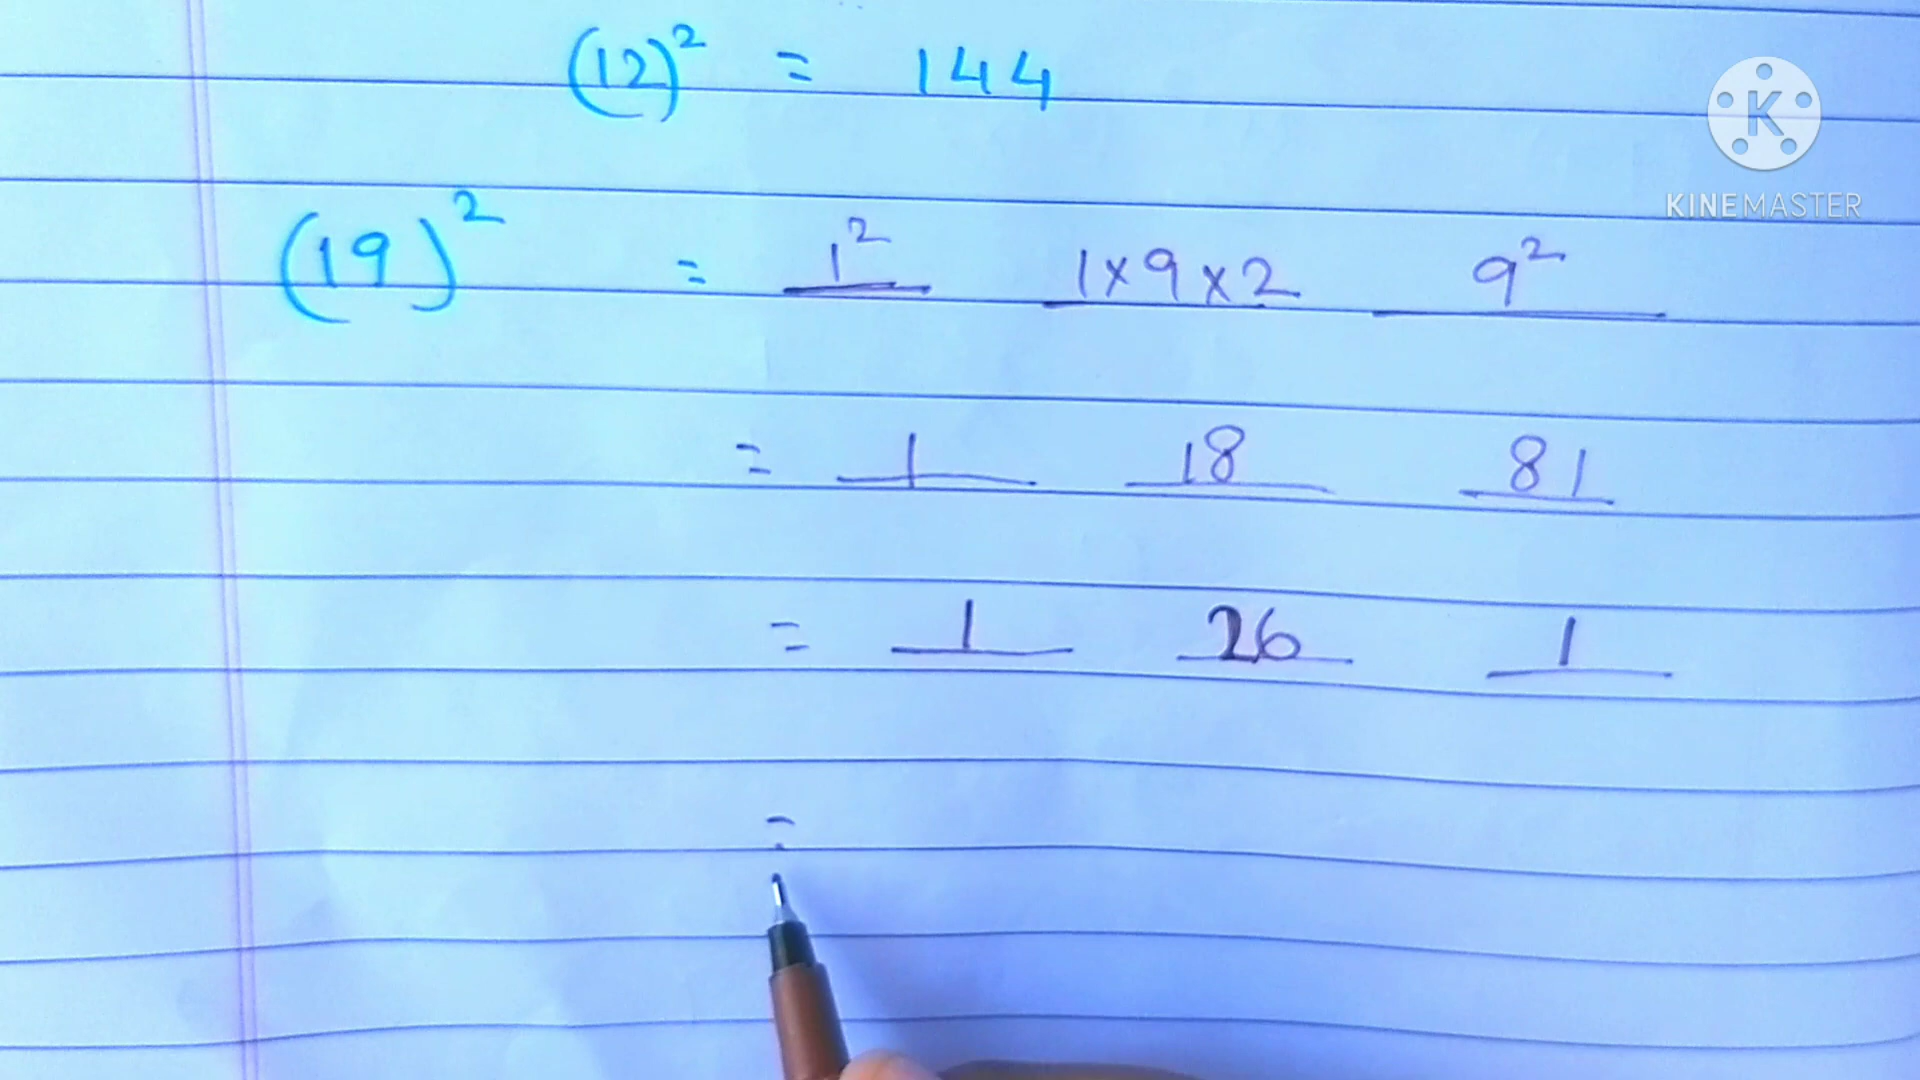 (12)² = 144
K
KINEMASTER
(19)² = 1² 1×9×2 9²
= 1 18 81
= 1 26 1
=